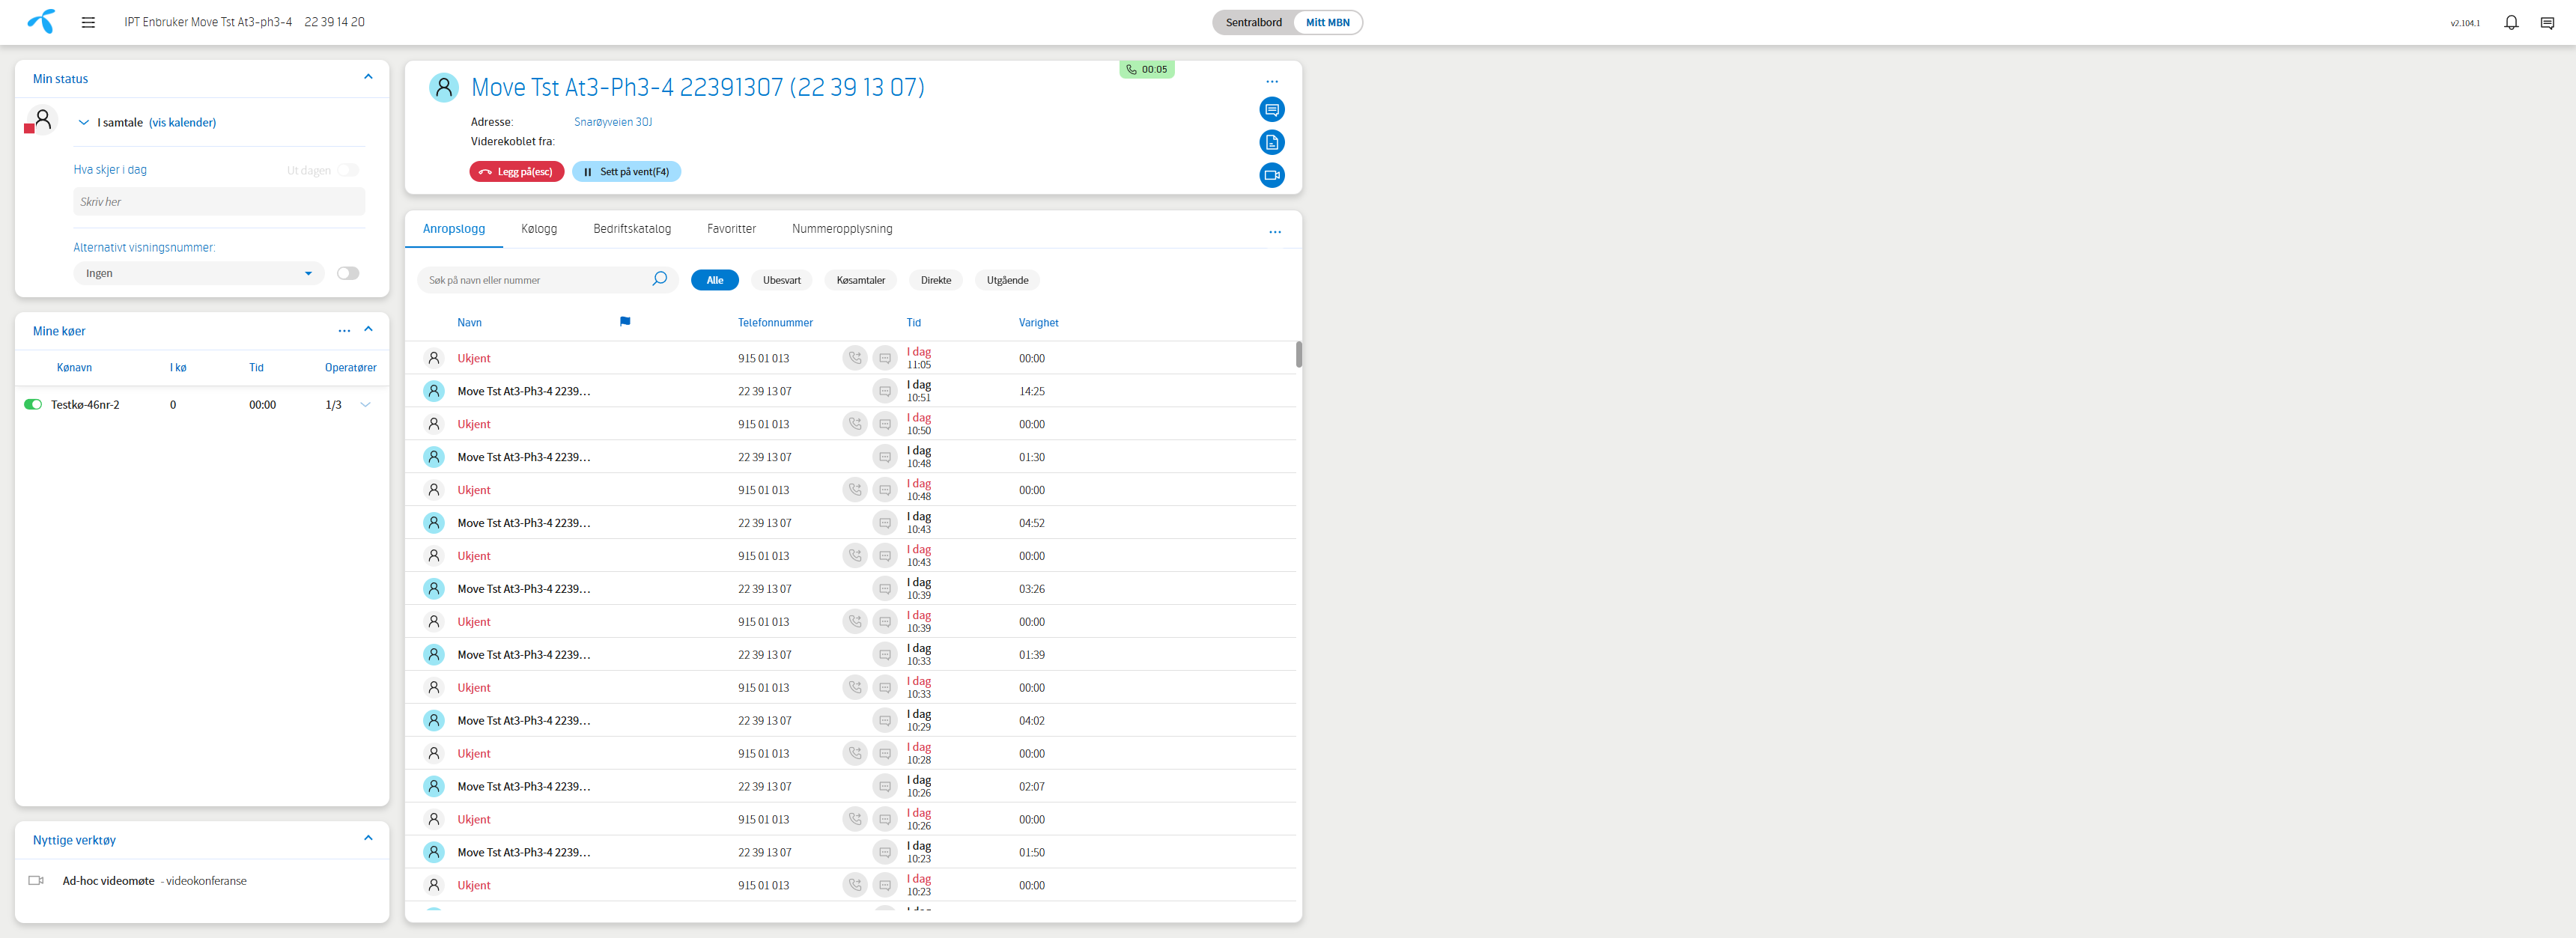 IPT Enbruker Move Tst At3-ph3-4 22 39 14 20
Sentralbord Mitt MBN
v2.104.1
Min status
I samtale (vis kalender)
Hva skjer i dag Ut dagen
Skriv her
Alternativt visningsnummer:
Ingen
Mine køer
Kønavn I kø Tid Operatører
Testkø-46nr-2 0 00:00 1/3
Nyttige verktøy
Ad-hoc videomøte - videokonferanse
00:05
Move Tst At3-Ph3-4 22391307 (22 39 13 07)
Adresse: Snarøyveien 30J
Viderekoblet fra:
Legg på(esc) Sett på vent(F4)
Anropslogg Kølogg Bedriftskatalog Favoritter Nummeropplysning
Søk på navn eller nummer Alle Ubesvart Køsamtaler Direkte Utgående
Navn Telefonnummer Tid Varighet
Ukjent 915 01 013 I dag 11:05 00:00
Move Tst At3-Ph3-4 2239... 22 39 13 07 I dag 10:51 14:25
Ukjent 915 01 013 I dag 10:50 00:00
Move Tst At3-Ph3-4 2239... 22 39 13 07 I dag 10:48 01:30
Ukjent 915 01 013 I dag 10:48 00:00
Move Tst At3-Ph3-4 2239... 22 39 13 07 I dag 10:43 04:52
Ukjent 915 01 013 I dag 10:43 00:00
Move Tst At3-Ph3-4 2239... 22 39 13 07 I dag 10:39 03:26
Ukjent 915 01 013 I dag 10:39 00:00
Move Tst At3-Ph3-4 2239... 22 39 13 07 I dag 10:33 01:39
Ukjent 915 01 013 I dag 10:33 00:00
Move Tst At3-Ph3-4 2239... 22 39 13 07 I dag 10:29 04:02
Ukjent 915 01 013 I dag 10:28 00:00
Move Tst At3-Ph3-4 2239... 22 39 13 07 I dag 10:26 02:07
Ukjent 915 01 013 I dag 10:26 00:00
Move Tst At3-Ph3-4 2239... 22 39 13 07 I dag 10:23 01:50
Ukjent 915 01 013 I dag 10:23 00:00